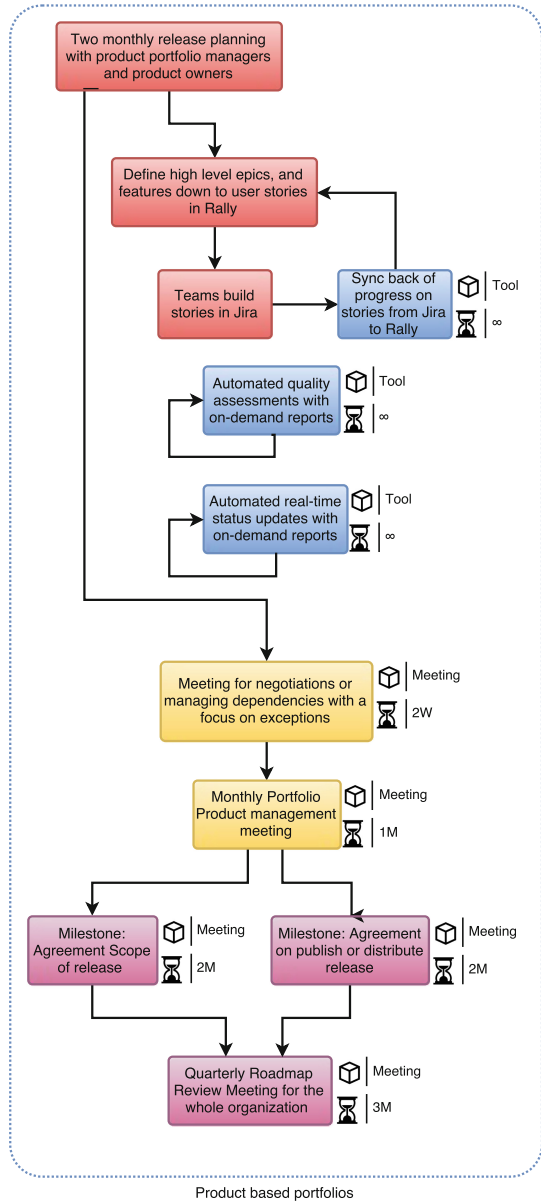 Two monthly release planning
with product portfolio managers
and product owners
Define high level epics, and
features down to user stories
in Rally
Teams build
stories in Jira
Sync back of
progress on
stories from Jira
to Rally
Tool
∞
Automated quality
assessments with
on-demand reports
Tool
∞
Automated real-time
status updates with
on-demand reports
Tool
∞
Meeting for negotiations or
managing dependencies with a
focus on exceptions
Meeting
2W
Monthly Portfolio
Product management
meeting
Meeting
1M
Milestone:
Agreement Scope
of release
Meeting
2M
Milestone: Agreement
on publish or distribute
release
Meeting
2M
Quarterly Roadmap
Review Meeting for the
whole organization
Meeting
3M
Product based portfolios